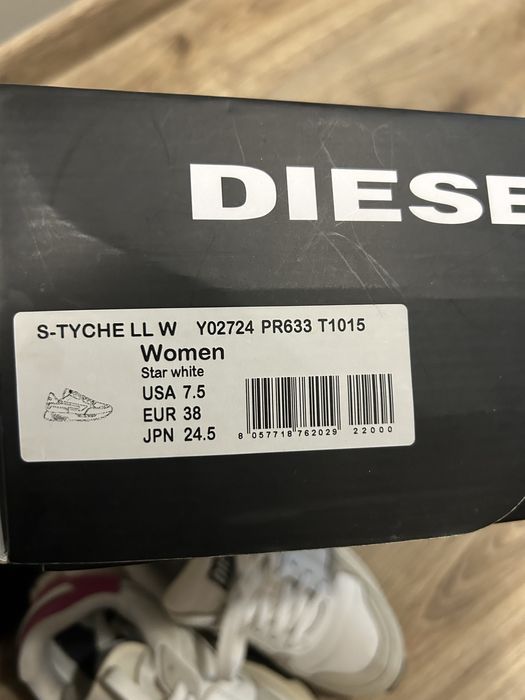 DIESE
S-TYCHE LL W Y02724 PR633 T1015
Women
Star white
USA 7.5
EUR 38
JPN 24.5
8 057718 762029 22000